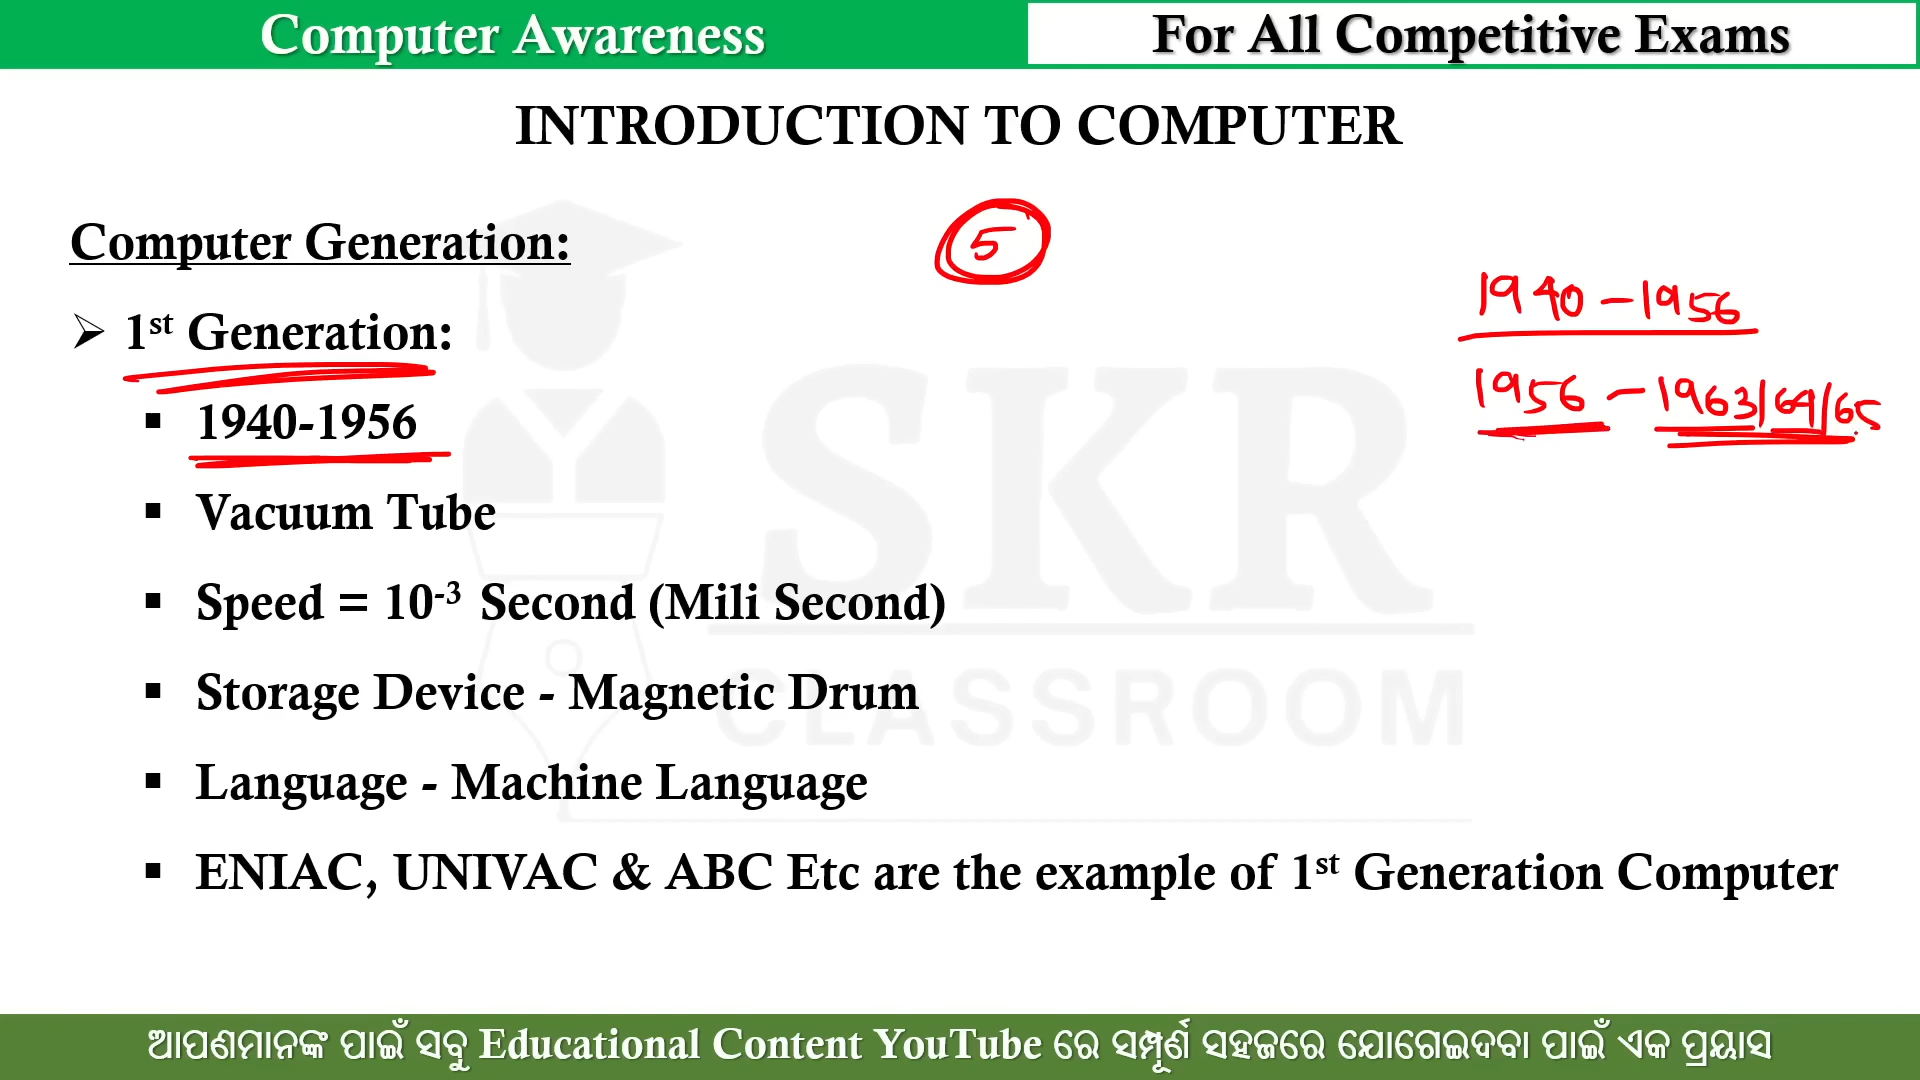 Computer Awareness
For All Competitive Exams
INTRODUCTION TO COMPUTER
Computer Generation:
5
1940 - 1956
➢ 1st Generation:
1956 - 1963/64/65
▪ 1940-1956
▪ Vacuum Tube
▪ Speed = 10-3 Second (Mili Second)
▪ Storage Device - Magnetic Drum
▪ Language - Machine Language
▪ ENIAC, UNIVAC & ABC Etc are the example of 1st Generation Computer
SKR
CLASSROOM
ଆପଣମାନଙ୍କ ପାଇଁ ସବୁ Educational Content YouTube ରେ ସମ୍ପୂର୍ଣ ସହଜରେ ଯୋଗେଇଦବା ପାଇଁ ଏକ ପ୍ରୟାସ